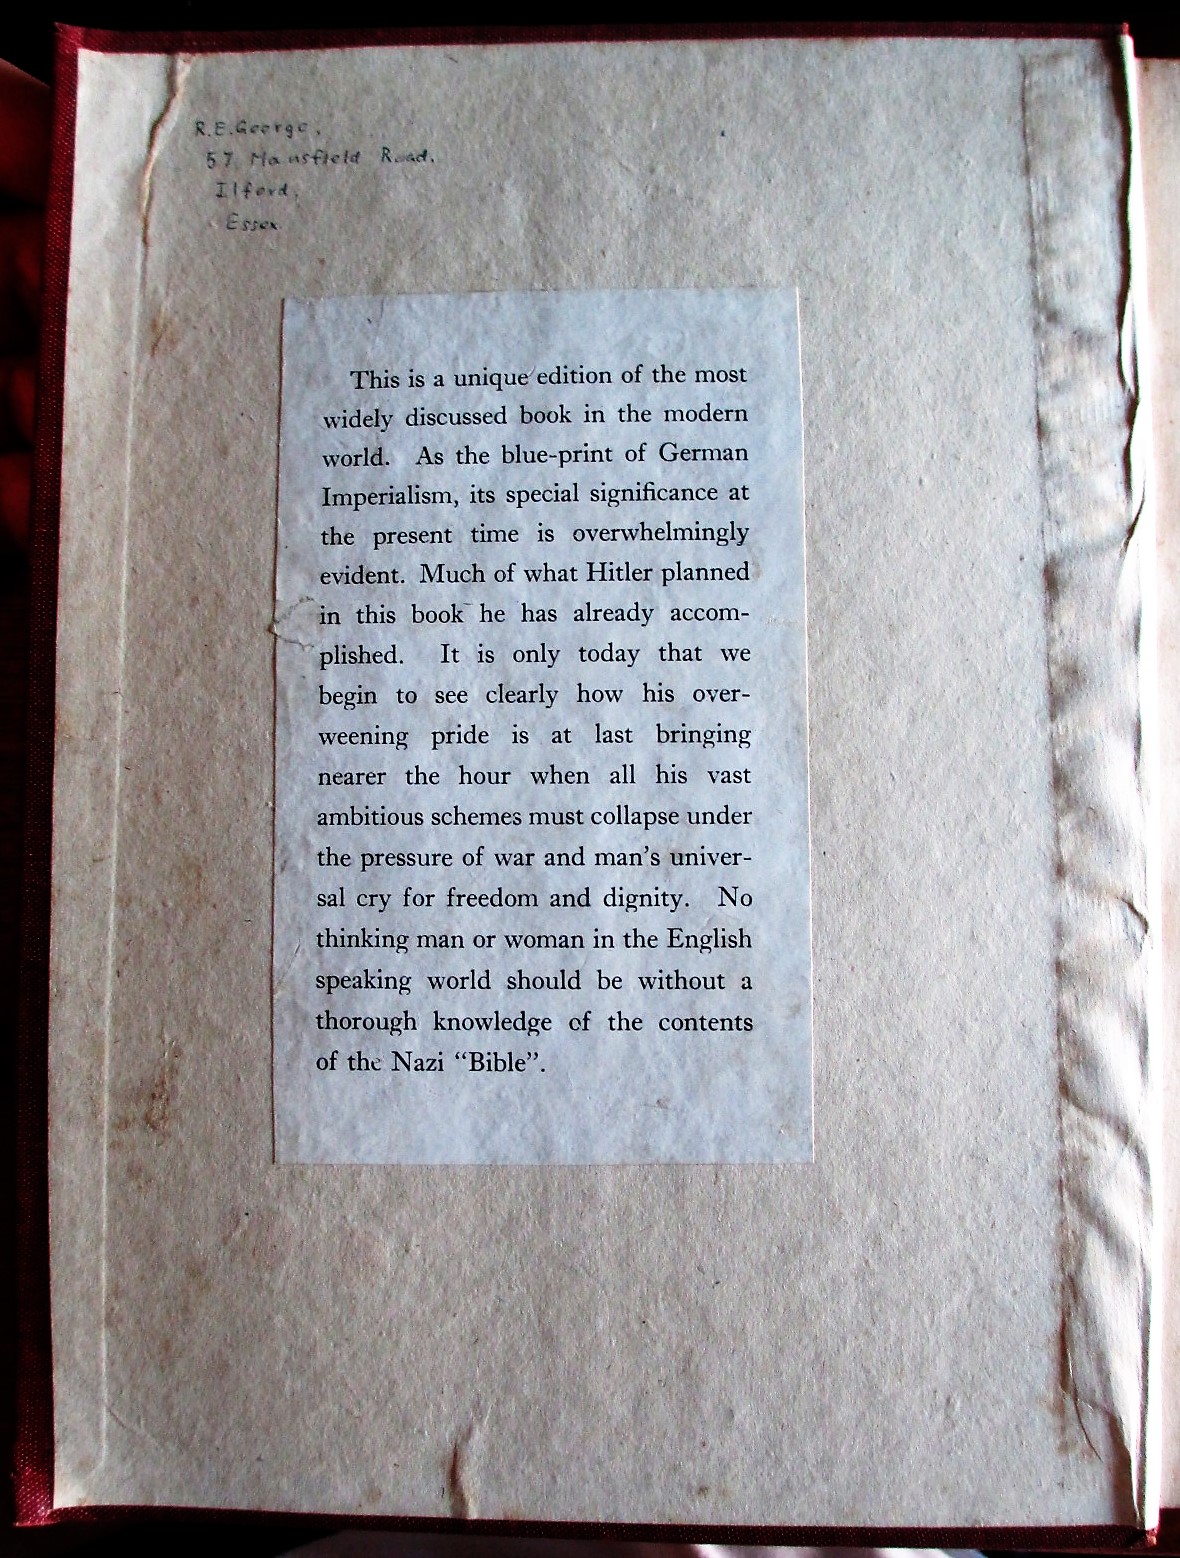 R.E.George,
57, Mansfield Road,
Ilford,
Essex
This is a unique edition of the most
widely discussed book in the modern
world. As the blue-print of German
Imperialism, its special significance at
the present time is overwhelmingly
evident. Much of what Hitler planned
in this book he has already accom-
plished. It is only today that we
begin to see clearly how his over-
weening pride is at last bringing
nearer the hour when all his vast
ambitious schemes must collapse under
the pressure of war and man's univer-
sal cry for freedom and dignity. No
thinking man or woman in the English
speaking world should be without a
thorough knowledge of the contents
of the Nazi “Bible”.